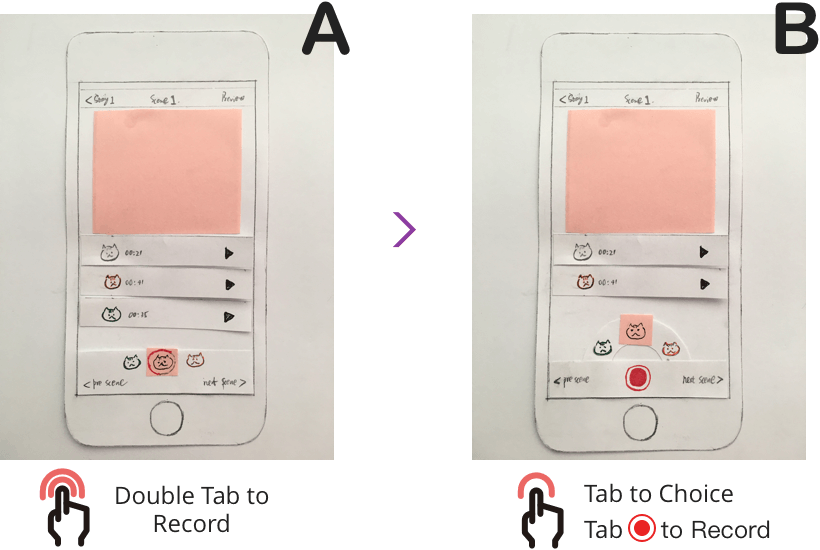 A
B
< Story 1 Scene 1. Preview
00:21
00:41
00:15
< pre scene next scene >
< Story 1 Scene 1. Preview
00:21
00:41
< pre scene next scene >
Double Tab to
Record
Tab to Choice
Tab to Record